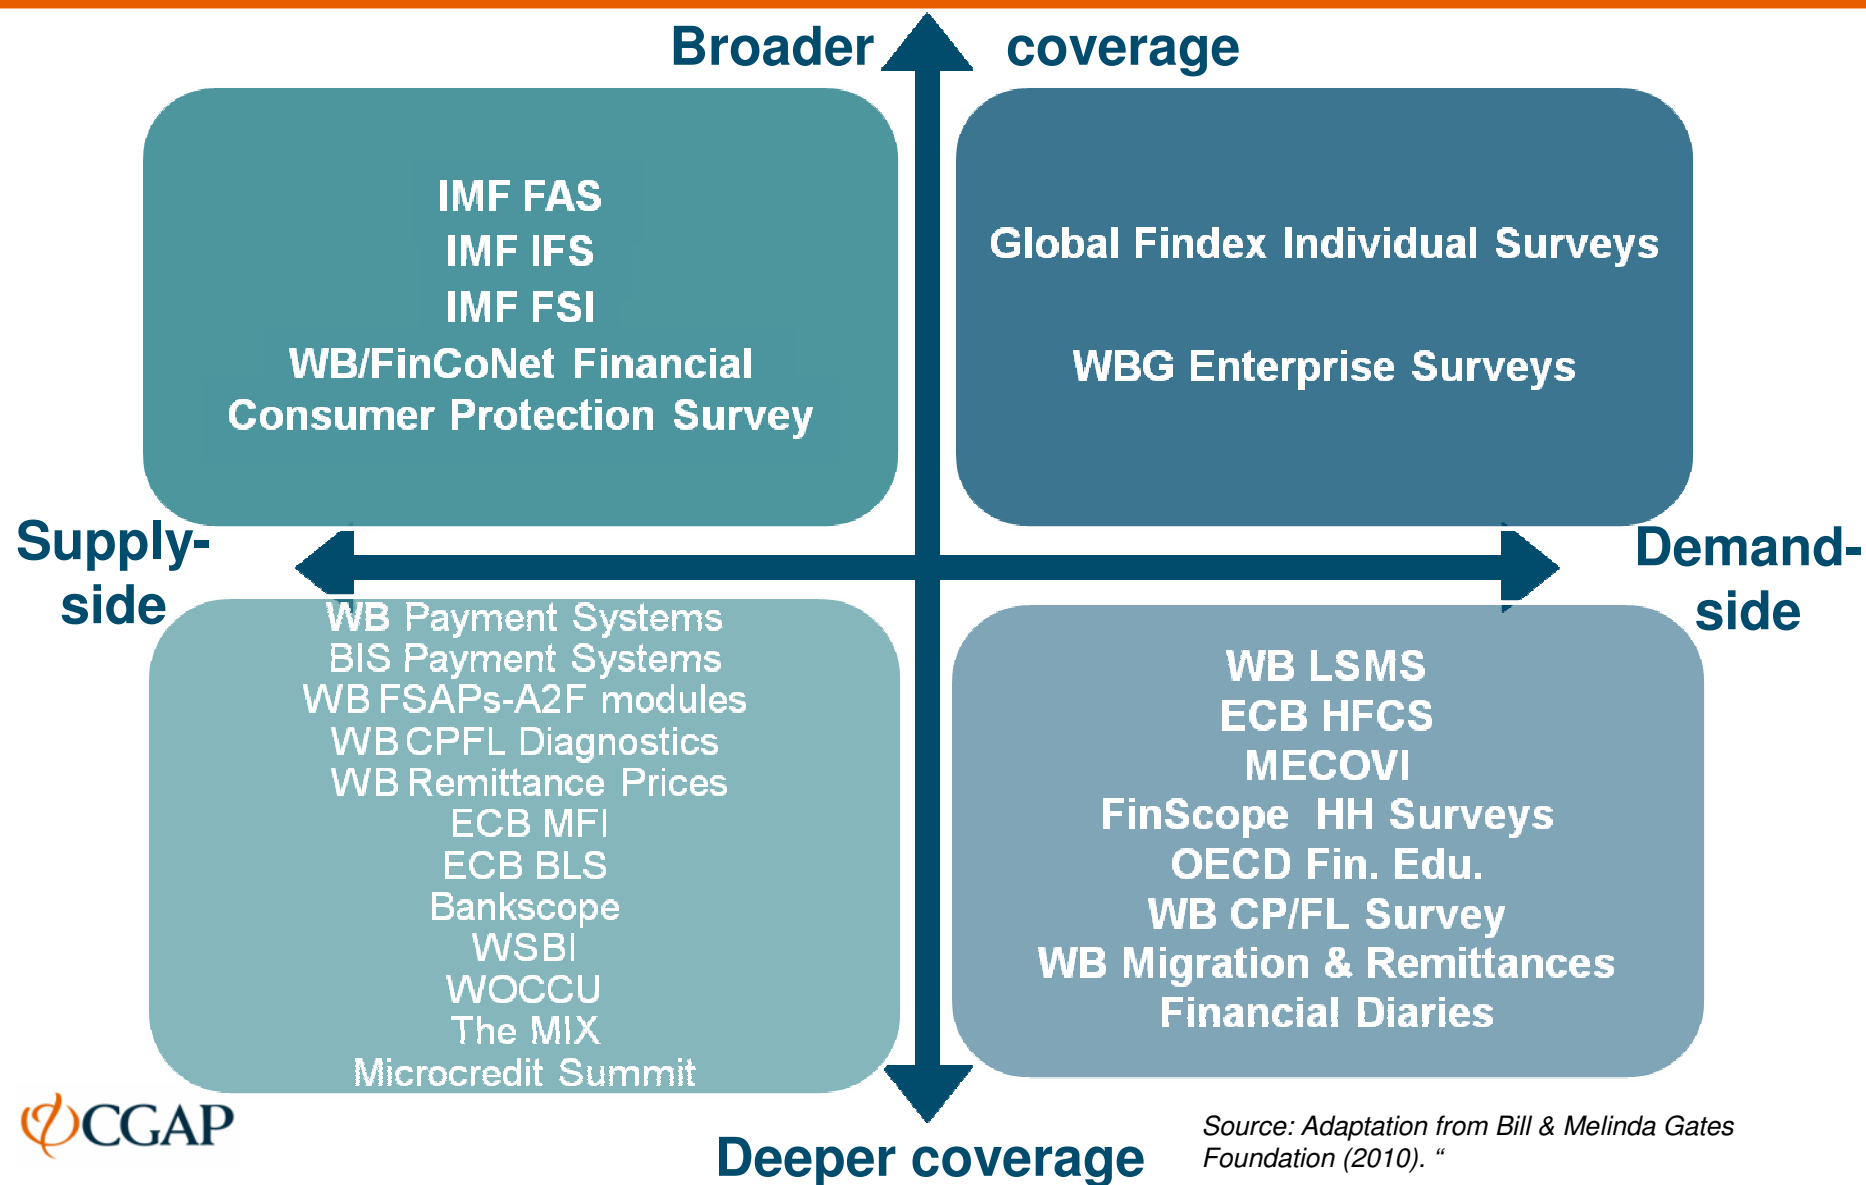 Broader coverage
IMF FAS
IMF IFS
IMF FSI
WB/FinCoNet Financial
Consumer Protection Survey
Global Findex Individual Surveys
WBG Enterprise Surveys
Supply-
side
Demand-
side
WB Payment Systems
BIS Payment Systems
WB FSAPs-A2F modules
WB CPFL Diagnostics
WB Remittance Prices
ECB MFI
ECB BLS
Bankscope
WSBI
WOCCU
The MIX
Microcredit Summit
WB LSMS
ECB HFCS
MECOVI
FinScope HH Surveys
OECD Fin. Edu.
WB CP/FL Survey
WB Migration & Remittances
Financial Diaries
CGAP
Deeper coverage
Source: Adaptation from Bill & Melinda Gates
Foundation (2010). “